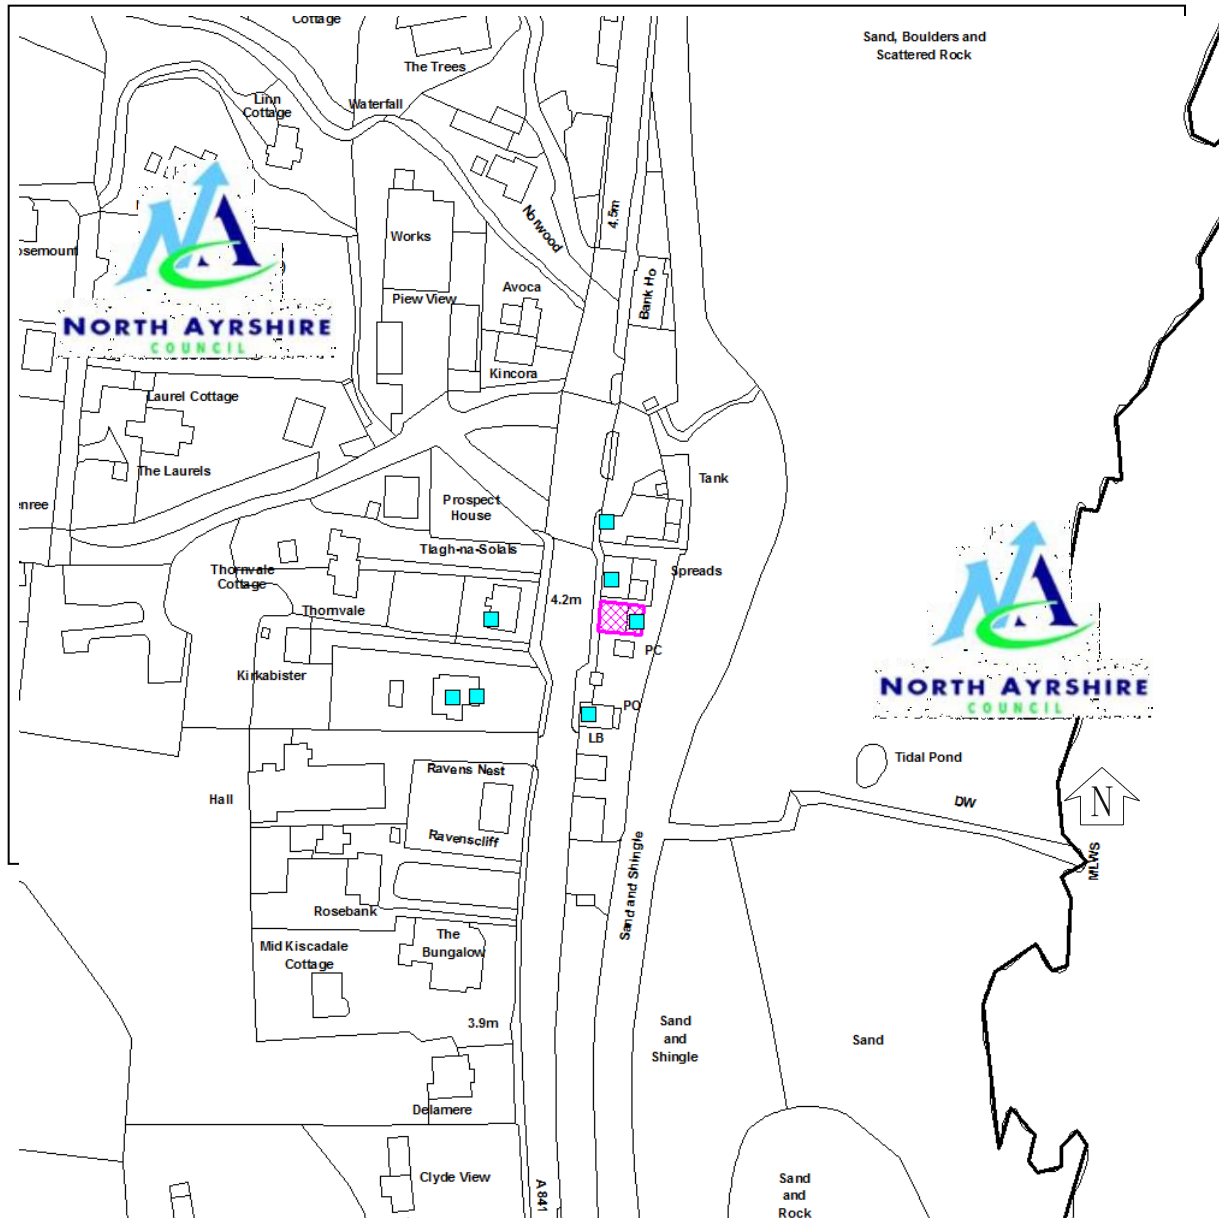 Cottage
The Trees
Sand, Boulders and
Scattered Rock
Linn
Cottage
Waterfall
4.5m
Norwood
Works
osemount
Avoca
Bank Ho
Piew View
NORTH AYRSHIRE
COUNCIL
Kincora
Laurel Cottage
The Laurels
Tank
enree
Prospect
House
Tlagh-na-Solais
Spreads
Thornvale
Cottage
4.2m
Thornvale
PC
Kirkabister
NORTH AYRSHIRE
COUNCIL
PO
LB
Tidal Pond
Ravens Nest
Hall
DW
N
Ravenscliff
MLWS
Sand and Shingle
Rosebank
The
Bungalow
Mid Kiscadale
Cottage
3.9m
Sand
and
Shingle
Sand
Delamere
Clyde View
A 841
Sand
and
Rock